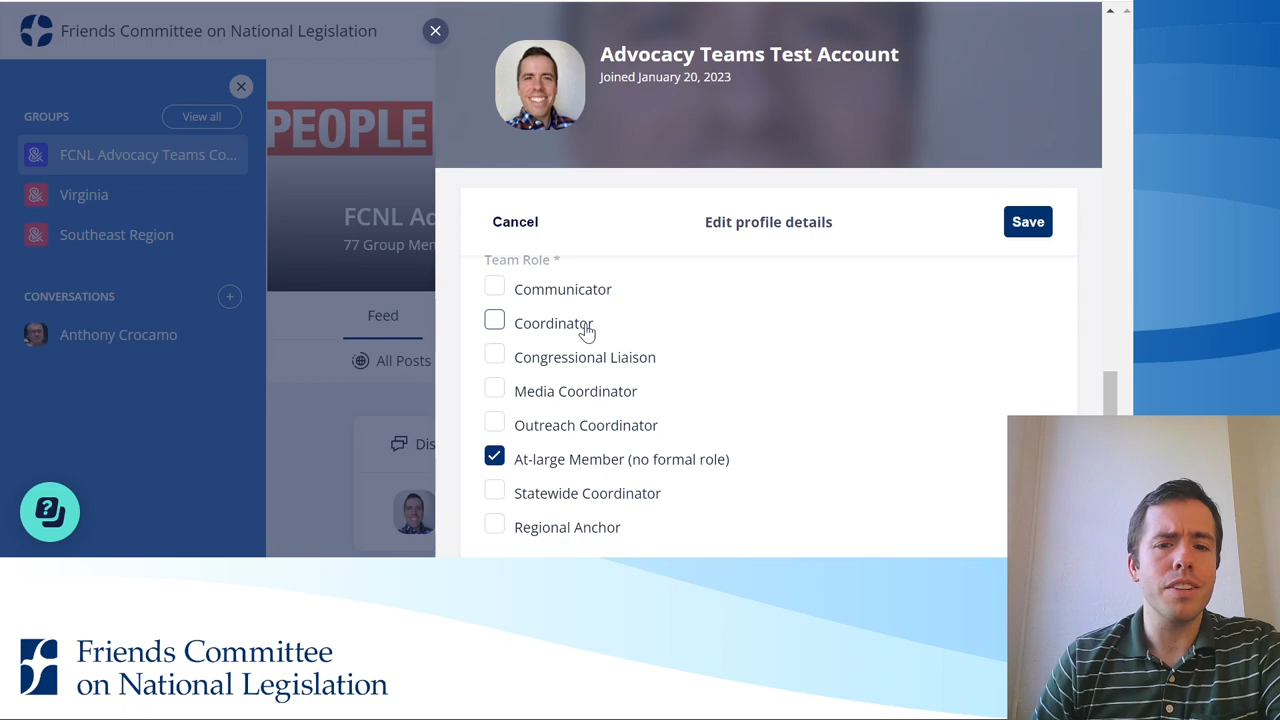 Friends Committee on National Legislation
GROUPS
View all
FCNL Advocacy Teams Co...
Virginia
Southeast Region
CONVERSATIONS
Anthony Crocamo
PEOPLE
FCNL Ad
77 Group Mem
Feed
All Posts
Dis
Advocacy Teams Test Account
Joined January 20, 2023
Cancel
Edit profile details
Save
Team Role *
Communicator
Coordinator
Congressional Liaison
Media Coordinator
Outreach Coordinator
At-large Member (no formal role)
Statewide Coordinator
Regional Anchor
Friends Committee
on National Legislation